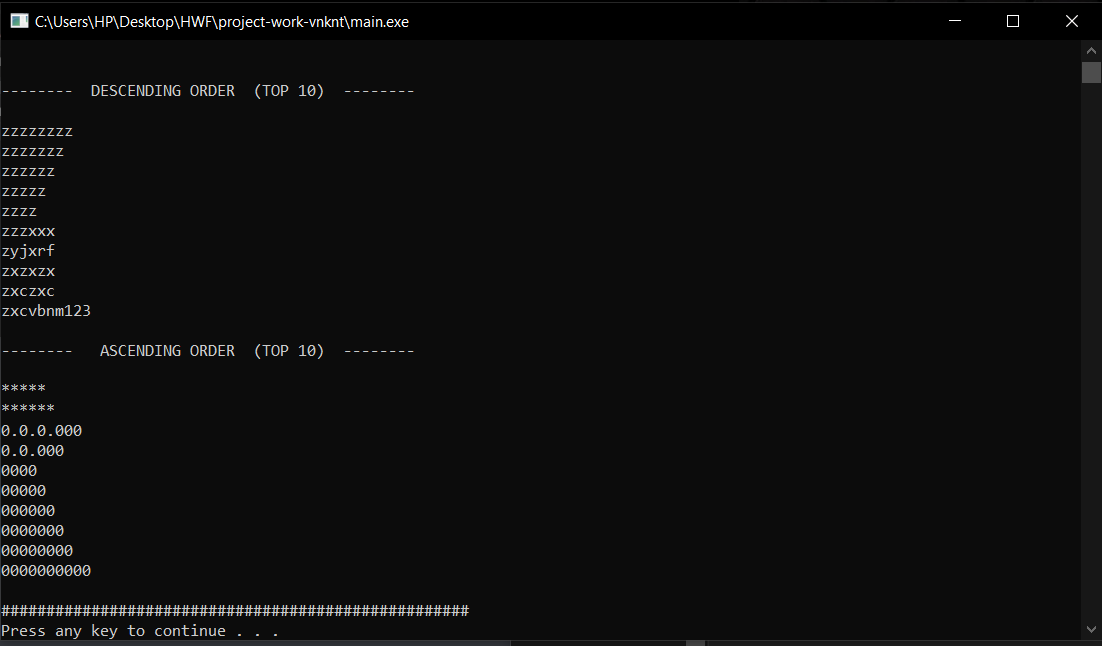 C:\Users\HP\Desktop\HWF\project-work-vnknt\main.exe
-------- DESCENDING ORDER (TOP 10) --------
zzzzzzzz
zzzzzzz
zzzzzz
zzzzz
zzzz
zzzxxx
zyjxrf
zxzxzx
zxczxc
zxcvbnm123
-------- ASCENDING ORDER (TOP 10) --------
*****
******
0.0.0.000
0.0.000
0000
00000
000000
0000000
00000000
0000000000
####################################################
Press any key to continue . . .